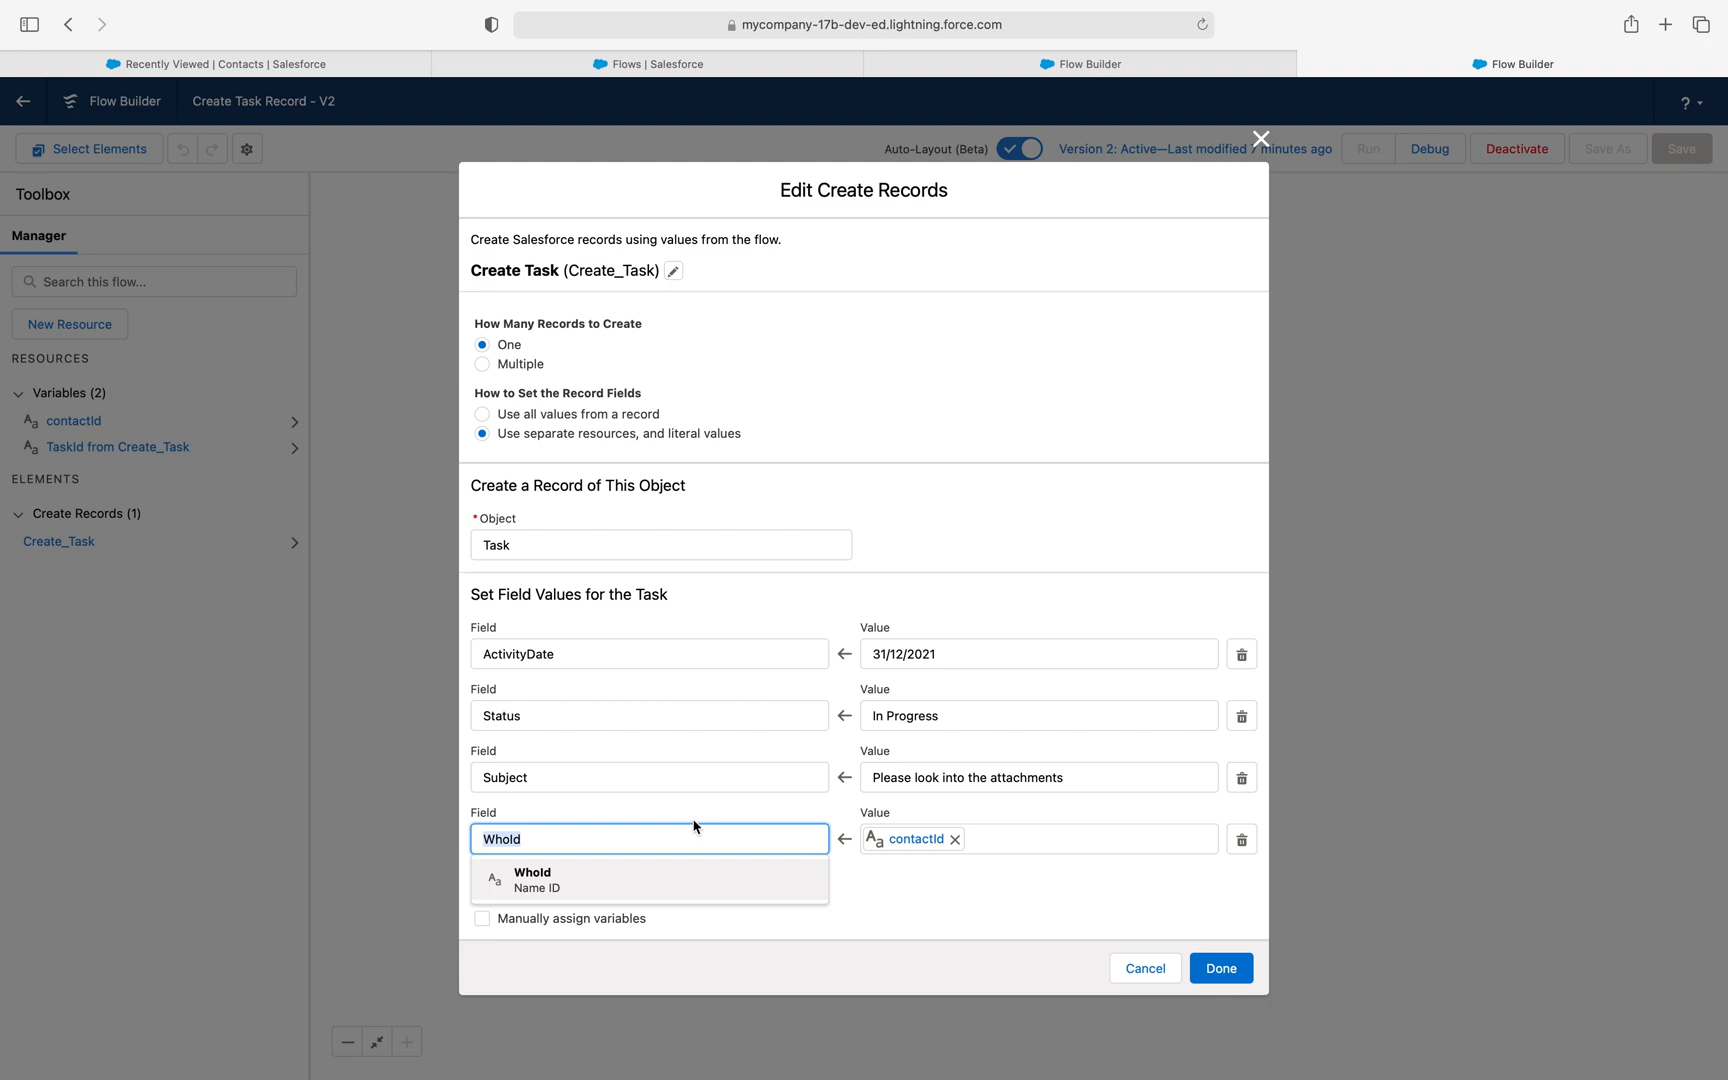 mycompany-17b-dev-ed.lightning.force.com
Recently Viewed | Contacts | Salesforce
Flows | Salesforce
Flow Builder
Flow Builder
Flow Builder
Create Task Record - V2
?
Select Elements
Auto-Layout (Beta)
Version 2: Active—Last modified 7 minutes ago
Run
Debug
Deactivate
Save As
Save
Toolbox
Manager
Search this flow...
New Resource
RESOURCES
Variables (2)
Aa contactId
Aa TaskId from Create_Task
ELEMENTS
Create Records (1)
Create_Task
Edit Create Records
Create Salesforce records using values from the flow.
Create Task (Create_Task)
How Many Records to Create
One
Multiple
How to Set the Record Fields
Use all values from a record
Use separate resources, and literal values
Create a Record of This Object
* Object
Task
Set Field Values for the Task
Field
Value
ActivityDate
31/12/2021
Field
Value
Status
In Progress
Field
Value
Subject
Please look into the attachments
Field
Value
WhoId
Aa contactId
Aa WhoId
Name ID
Manually assign variables
Cancel
Done